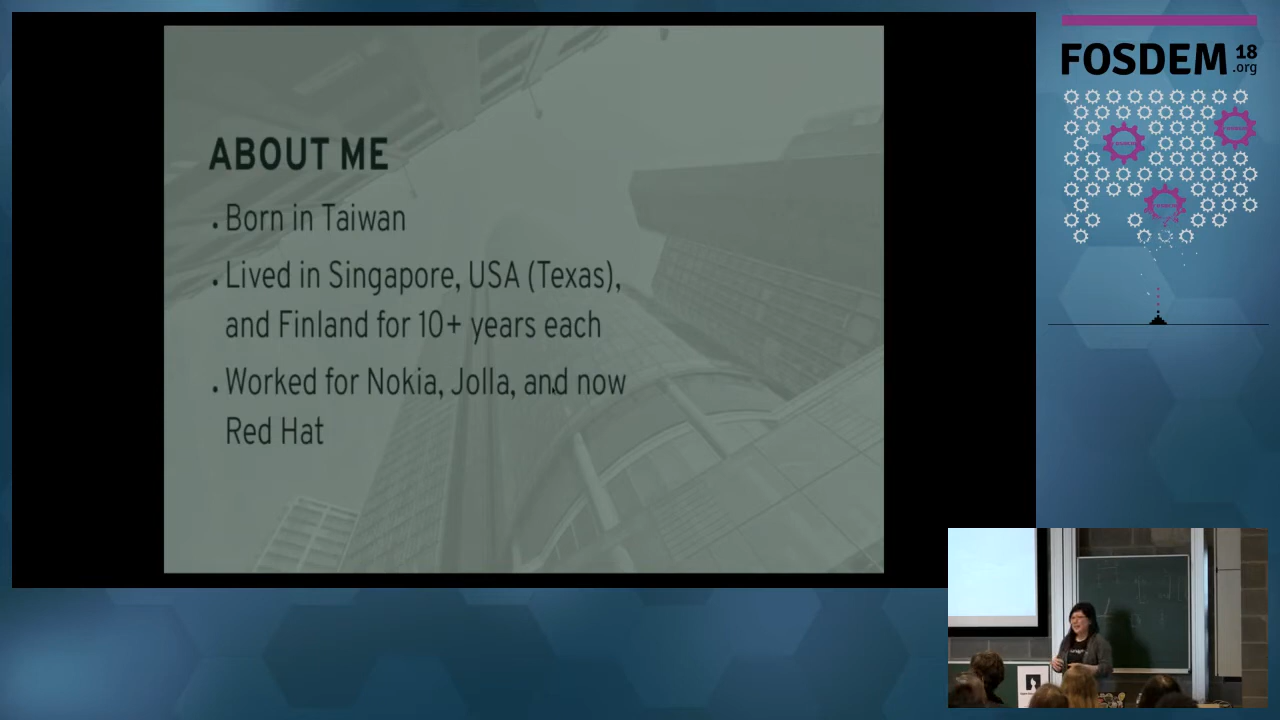 ABOUT ME
. Born in Taiwan
. Lived in Singapore, USA (Texas),
and Finland for 10+ years each
. Worked for Nokia, Jolla, and now
Red Hat
FOSDEM 18
.org